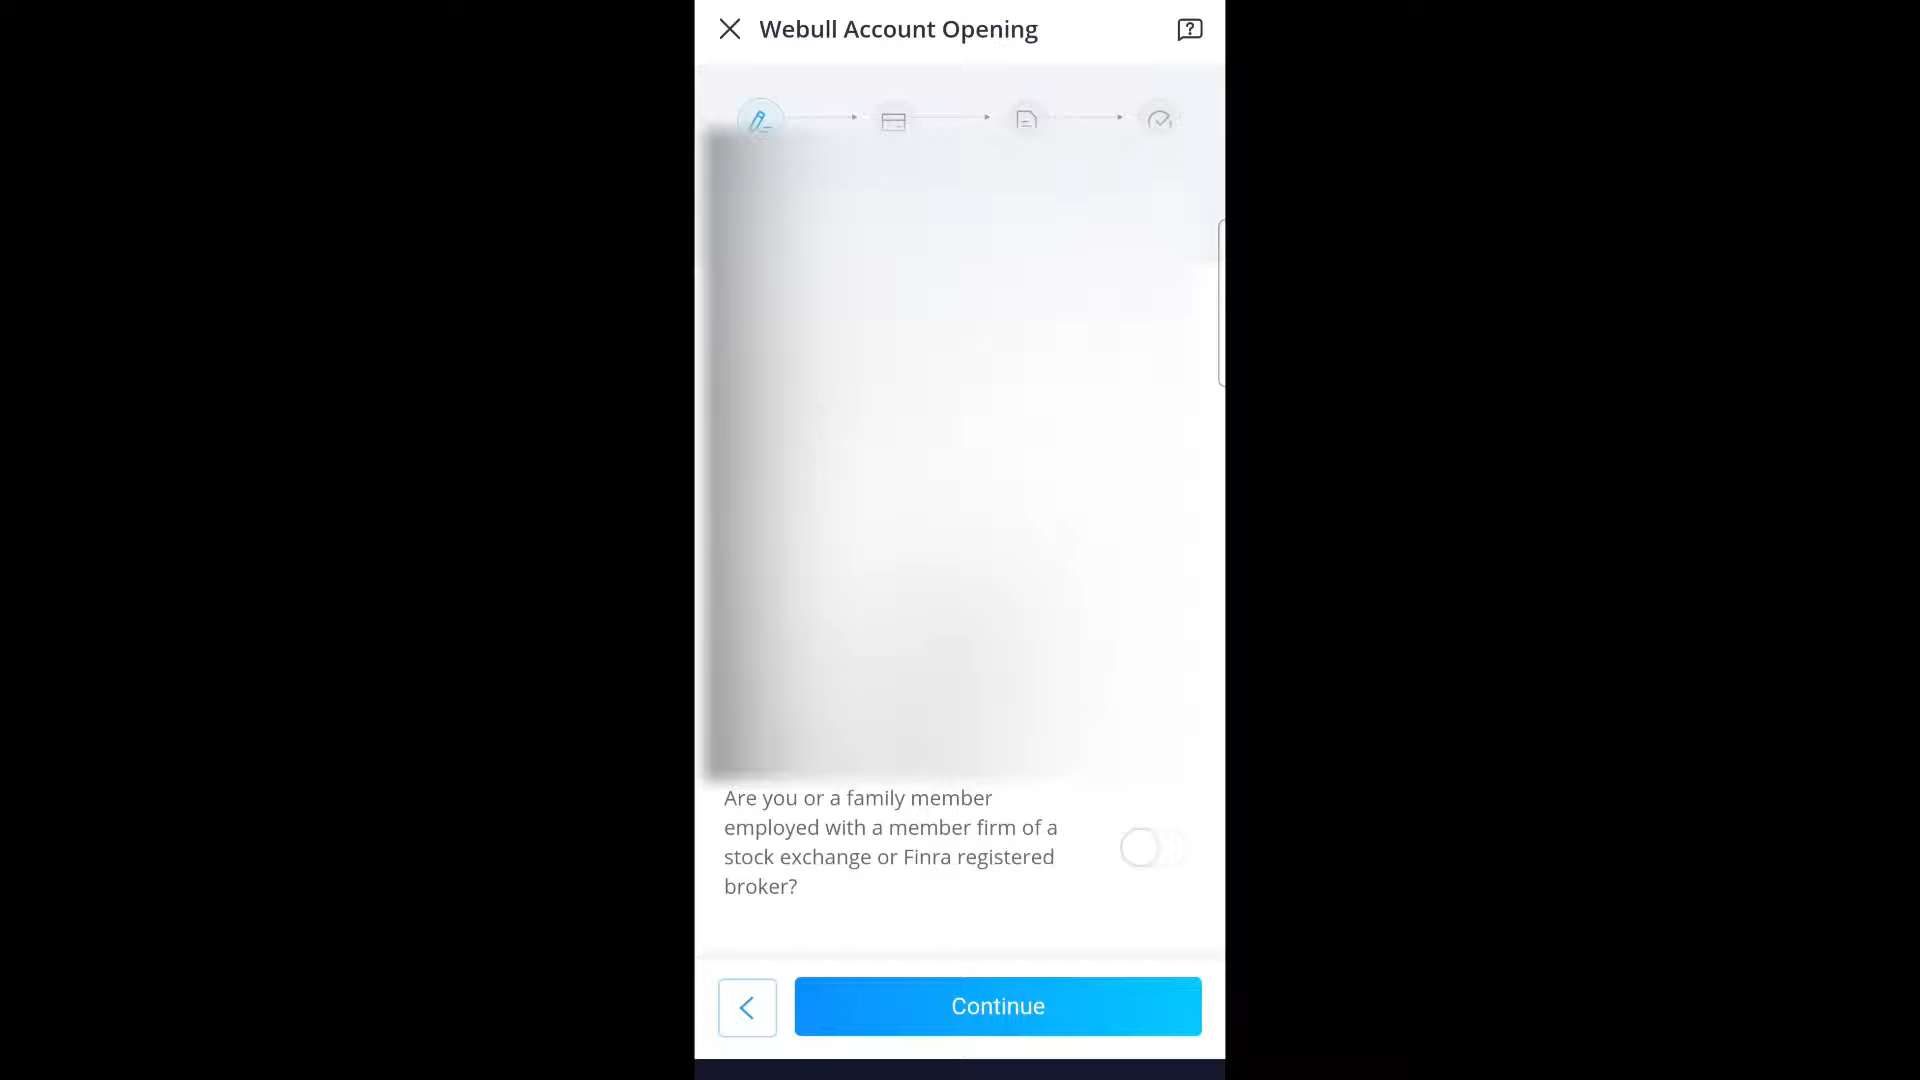 Webull Account Opening
Are you or a family member
employed with a member firm of a
stock exchange or Finra registered
broker?
Continue